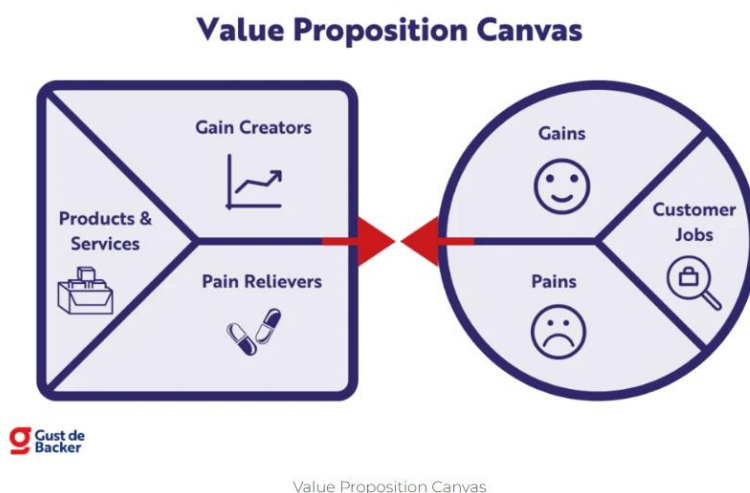 Value Proposition Canvas
Gain Creators
Products &
Services
Pain Relievers
Gains
Customer
Jobs
Pains
Gust de
Backer
Value Proposition Canvas